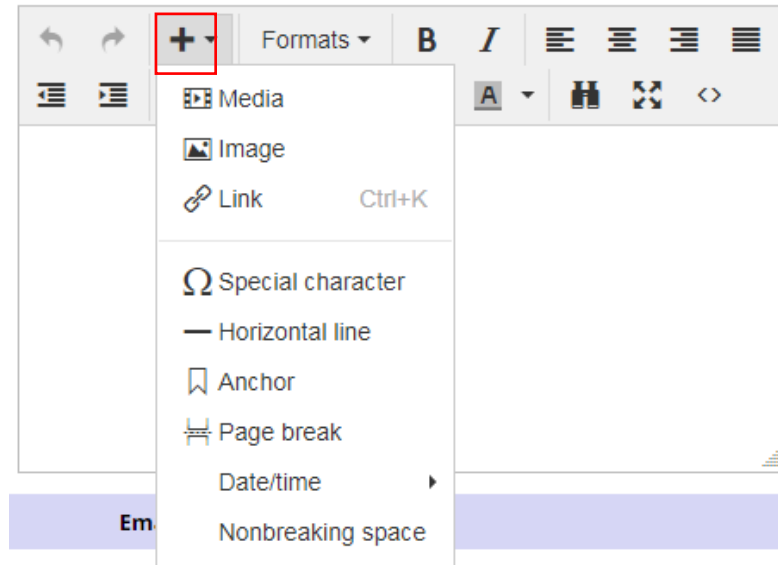 Formats B I
A <>
Media
Image
Link Ctrl+K
Ω Special character
Horizontal line
Anchor
Page break
Date/time
Nonbreaking space